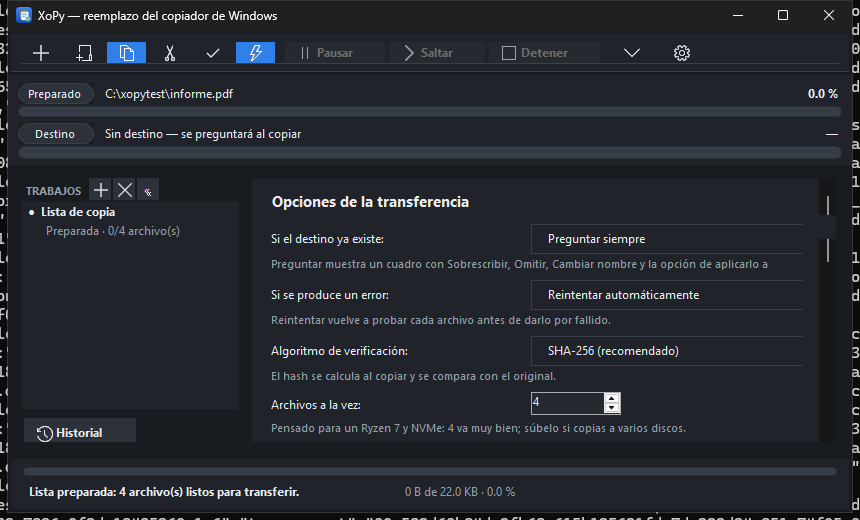 XoPy — reemplazo del copiador de Windows
Pausar
Saltar
Detener
Preparado
C:\xopytest\informe.pdf
0.0 %
Destino
Sin destino — se preguntará al copiar
—
TRABAJOS
Lista de copia
Preparada · 0/4 archivo(s)
Historial
Opciones de la transferencia
Si el destino ya existe:
Preguntar siempre
Preguntar muestra un cuadro con Sobrescribir, Omitir, Cambiar nombre y la opción de aplicarlo a
Si se produce un error:
Reintentar automáticamente
Reintentar vuelve a probar cada archivo antes de darlo por fallido.
Algoritmo de verificación:
SHA-256 (recomendado)
El hash se calcula al copiar y se compara con el original.
Archivos a la vez:
4
Pensado para un Ryzen 7 y NVMe: 4 va muy bien; súbelo si copias a varios discos.
Lista preparada: 4 archivo(s) listos para transferir.
0 B de 22.0 KB · 0.0 %